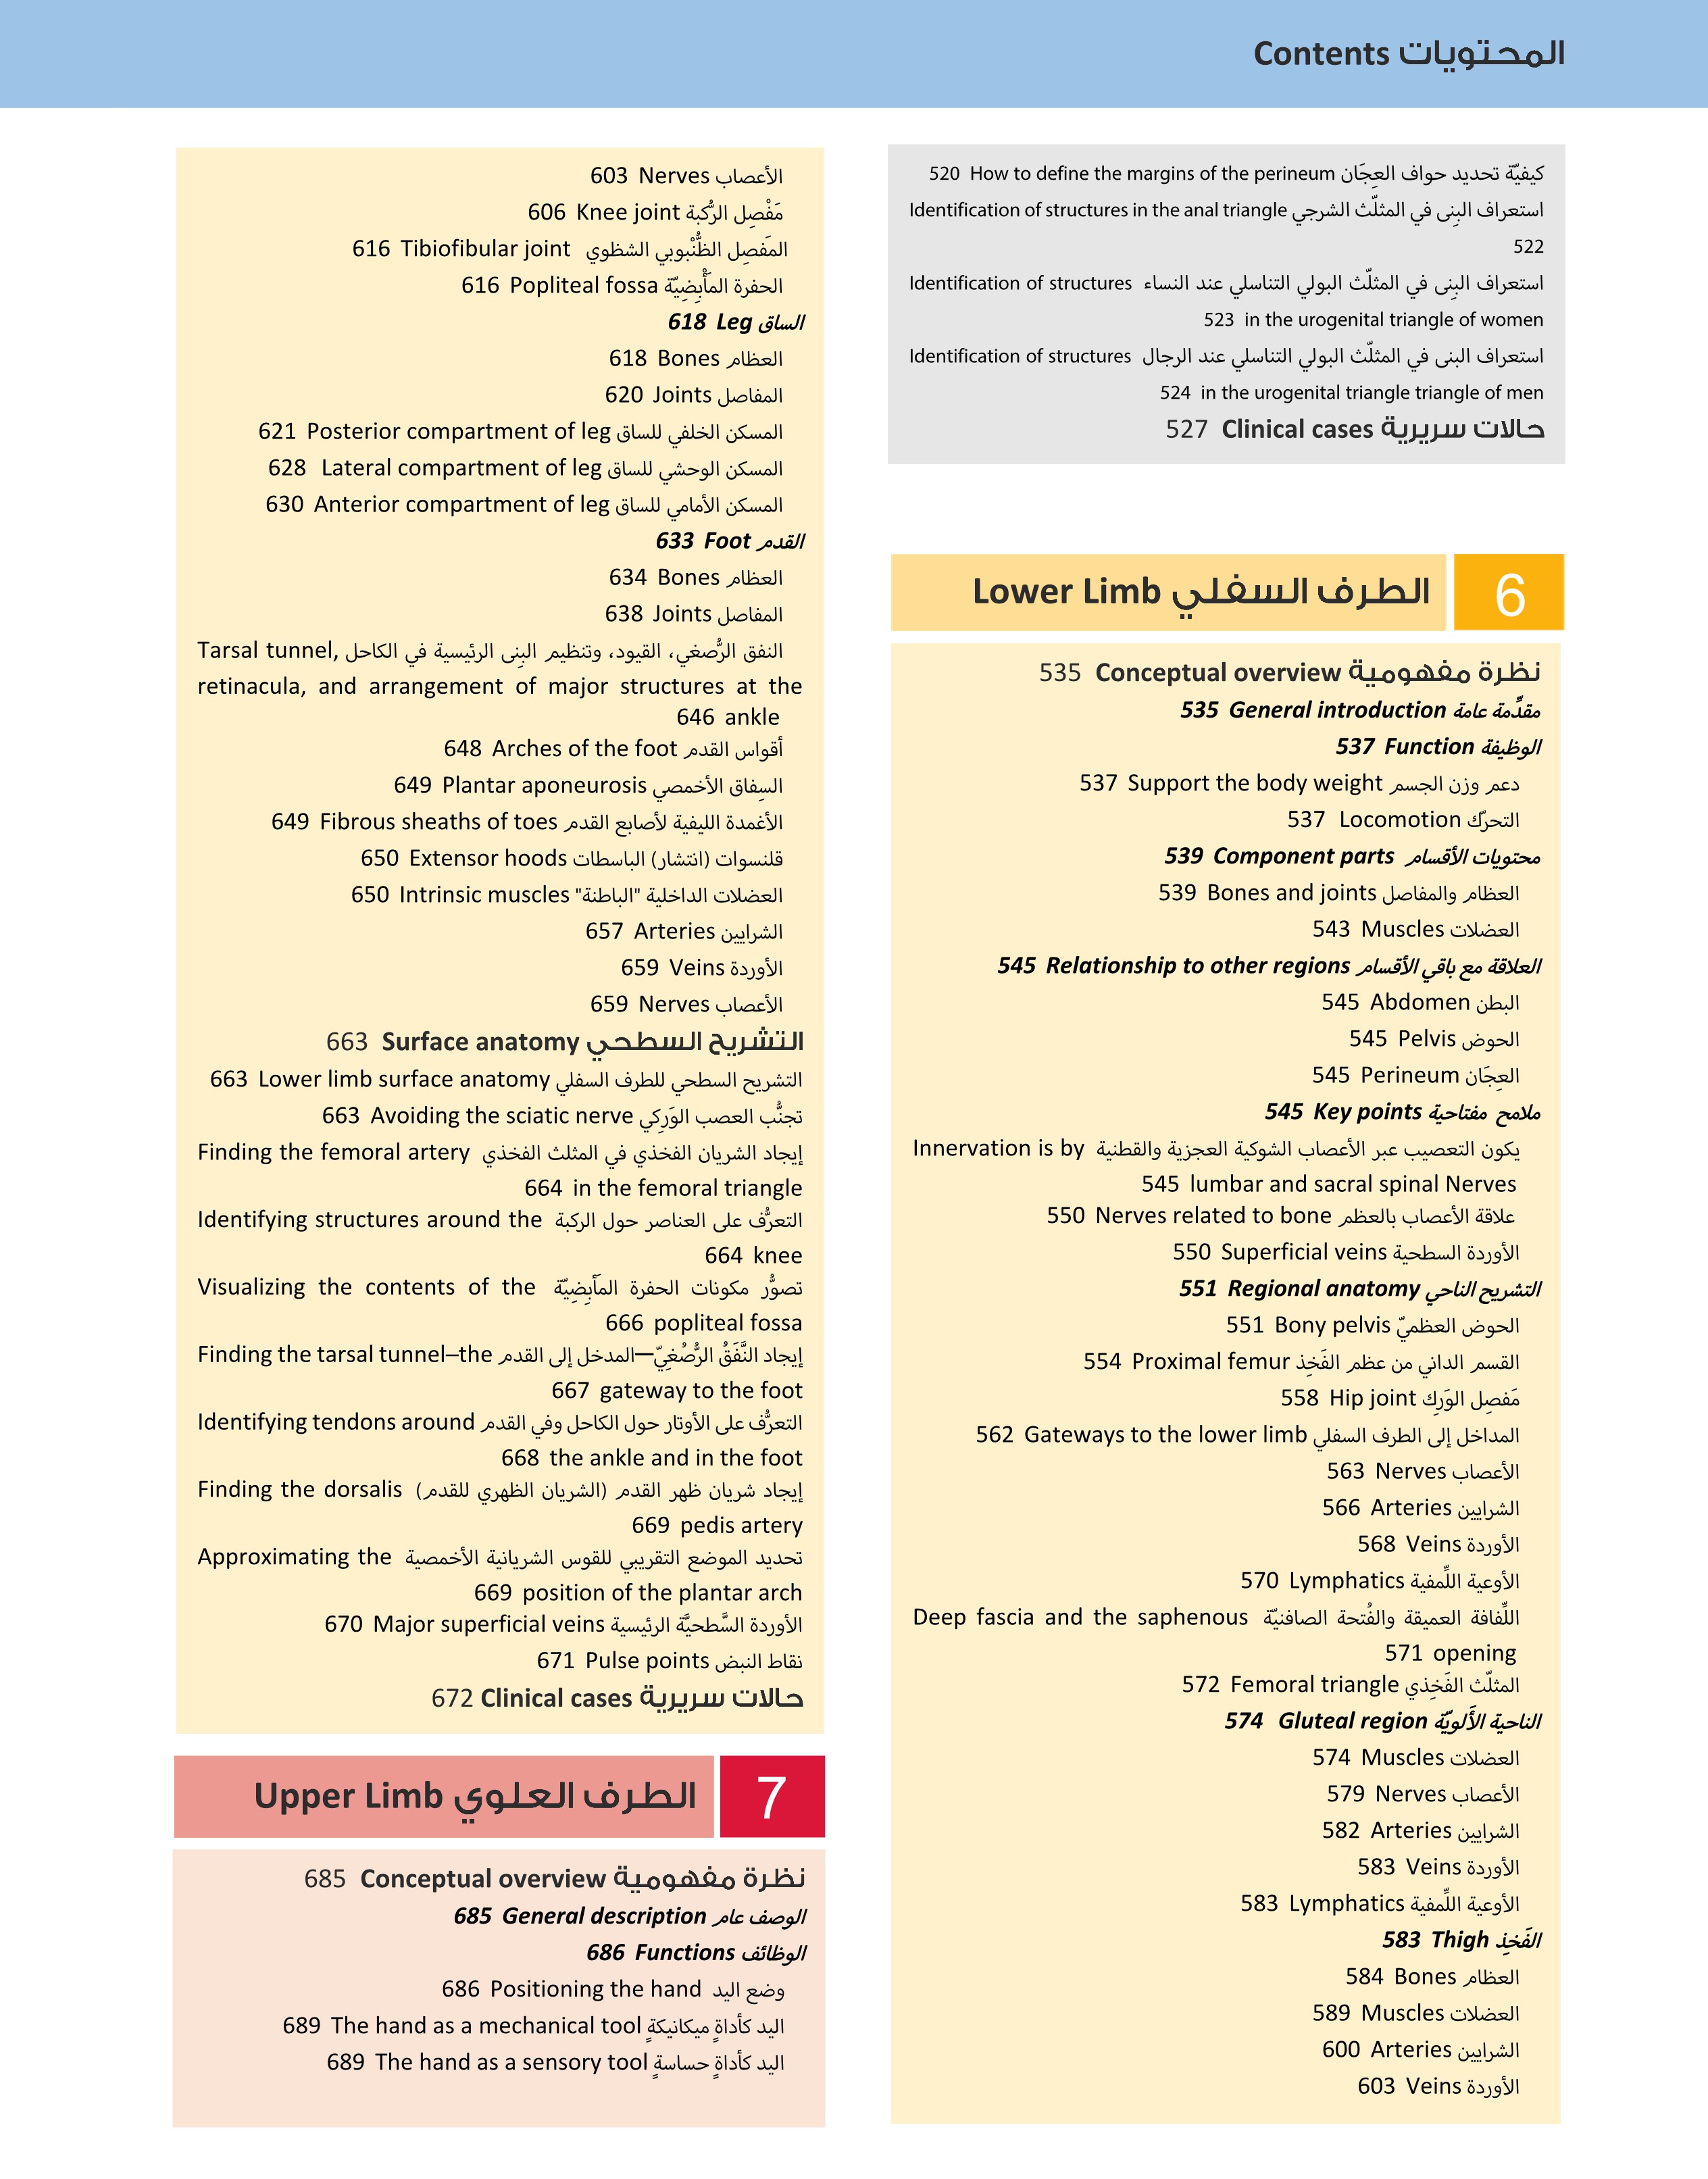 المحتويات Contents
كيفيّة تحديد حواف العِجَان How to define the margins of the perineum 520
استعراف البِنى في المثلّث الشرجي Identification of structures in the anal triangle
522
استعراف البِنى في المثلّث البولي التناسلي عند النساء Identification of structures
in the urogenital triangle of women 523
استعراف البنى في المثلّث البولي التناسلي عند الرجال Identification of structures
in the urogenital triangle triangle of men 524
حالات سريرية Clinical cases 527
6
الطرف السفلي Lower Limb
نظرة مفهومية Conceptual overview 535
مقدِّمة عامة General introduction 535
الوظيفة Function 537
دعم وزن الجسم Support the body weight 537
التحرّك Locomotion 537
محتويات الأقسام Component parts 539
العظام والمفاصل Bones and joints 539
العضلات Muscles 543
العلاقة مع باقي الأقسام Relationship to other regions 545
البطن Abdomen 545
الحوض Pelvis 545
العِجَان Perineum 545
ملامح مفتاحية Key points 545
يكون التعصيب عبر الأعصاب الشوكية العجزية والقطنية Innervation is by
lumbar and sacral spinal Nerves 545
علاقة الأعصاب بالعظم Nerves related to bone 550
الأوردة السطحية Superficial veins 550
التشريح الناحي Regional anatomy 551
الحوض العظميّ Bony pelvis 551
القسم الداني من عظم الفَخِذ Proximal femur 554
مَفصِل الوَرِك Hip joint 558
المداخل إلى الطرف السفلي Gateways to the lower limb 562
الأعصاب Nerves 563
الشرايين Arteries 566
الأوردة Veins 568
الأوعية اللِّمفية Lymphatics 570
اللِّفافة العميقة والفُتحة الصافنيّة Deep fascia and the saphenous
opening 571
المثلّث الفَخِذي Femoral triangle 572
الناحية الأَلويّة Gluteal region 574
العضلات Muscles 574
الأعصاب Nerves 579
الشرايين Arteries 582
الأوردة Veins 583
الأوعية اللِّمفية Lymphatics 583
الفَخِذ Thigh 583
العظام Bones 584
العضلات Muscles 589
الشرايين Arteries 600
الأوردة Veins 603
الأعصاب Nerves 603
مَفْصِل الرُّكبة Knee joint 606
المَفصِل الظُّنْبوبي الشظوي Tibiofibular joint 616
الحفرة المَأْبِضِيّة Popliteal fossa 616
الساق Leg 618
العظام Bones 618
المفاصل Joints 620
المسكن الخلفي للساق Posterior compartment of leg 621
المسكن الوحشي للساق Lateral compartment of leg 628
المسكن الأمامي للساق Anterior compartment of leg 630
القدم Foot 633
العظام Bones 634
المفاصل Joints 638
النفق الرُّصغي، القيود، وتنظيم البِنى الرئيسية في الكاحل Tarsal tunnel,
retinacula, and arrangement of major structures at the
ankle 646
أقواس القدم Arches of the foot 648
السِفاق الأخمصي Plantar aponeurosis 649
الأغمدة الليفية لأصابع القدم Fibrous sheaths of toes 649
قلنسوات (انتشار) الباسطات Extensor hoods 650
العضلات الداخلية "الباطنة" Intrinsic muscles 650
الشرايين Arteries 657
الأوردة Veins 659
الأعصاب Nerves 659
التشريح السطحي Surface anatomy 663
التشريح السطحي للطرف السفلي Lower limb surface anatomy 663
تجنُّب العصب الوَرِكي Avoiding the sciatic nerve 663
إيجاد الشريان الفخذي في المثلث الفخذي Finding the femoral artery
in the femoral triangle 664
التعرُّف على العناصر حول الركبة Identifying structures around the
knee 664
تصوُّر مكونات الحفرة المَأبِضِيّة Visualizing the contents of the
popliteal fossa 666
إيجاد النَّفَقُ الرُّصْغِيّ—المدخل إلى القدم Finding the tarsal tunnel–the
gateway to the foot 667
التعرُّف على الأوتار حول الكاحل وفي القدم Identifying tendons around
the ankle and in the foot 668
إيجاد شريان ظهر القدم (الشريان الظهري للقدم) Finding the dorsalis
pedis artery 669
تحديد الموضع التقريبي للقوس الشريانية الأخمصية Approximating the
position of the plantar arch 669
الأوردة السَّطحيَّة الرئيسية Major superficial veins 670
نقاط النبض Pulse points 671
حالات سريرية Clinical cases 672
7
الطرف العلوي Upper Limb
نظرة مفهومية Conceptual overview 685
الوصف عام General description 685
الوظائف Functions 686
وضع اليد Positioning the hand 686
اليد كأداةٍ ميكانيكةٍ The hand as a mechanical tool 689
اليد كأداةٍ حساسةٍ The hand as a sensory tool 689